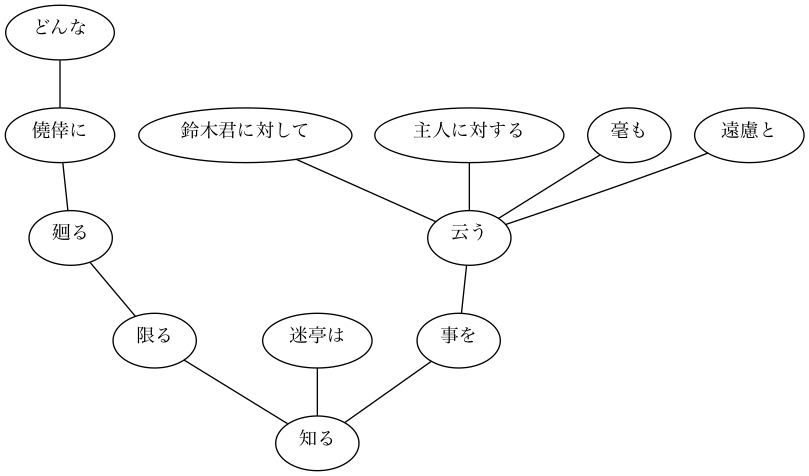 どんな
僥倖に
鈴木君に対して
主人に対する
毫も
遠慮と
廻る
云う
限る
迷亭は
事を
知る